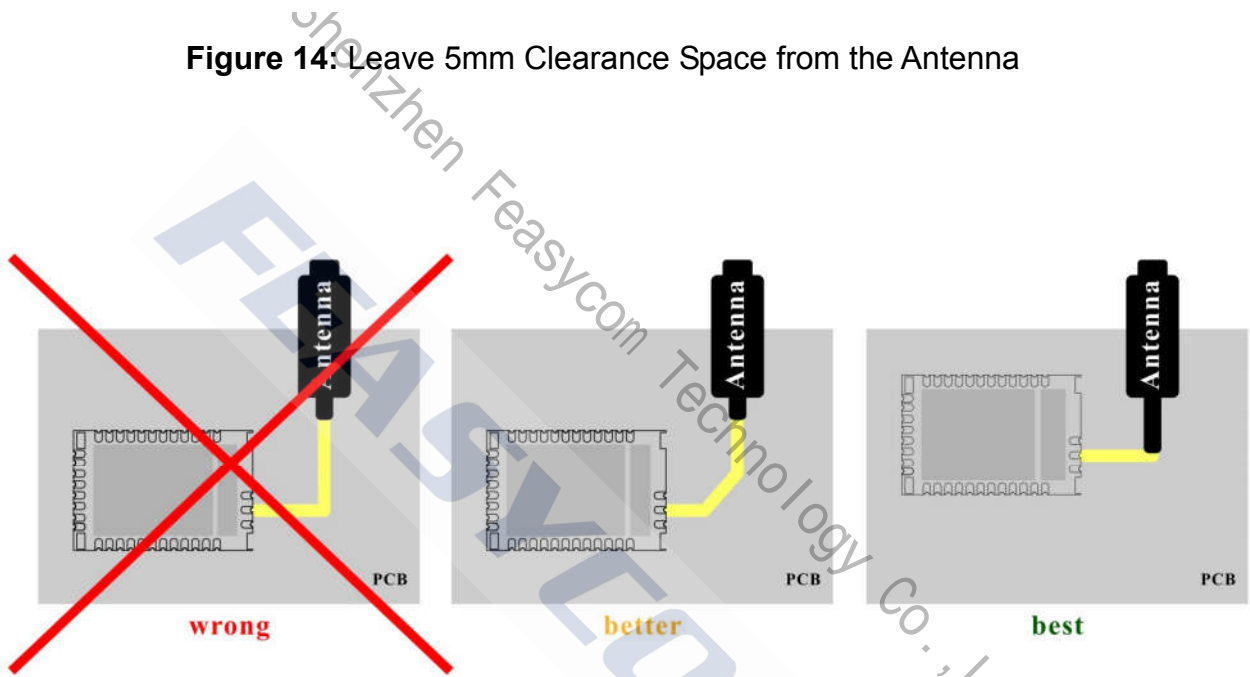 Figure 14: Leave 5mm Clearance Space from the Antenna
Shenzhen Feasycom Technology Co.,
FEASYCO
Antenna
Antenna
Antenna
PCB
PCB
PCB
wrong
better
best